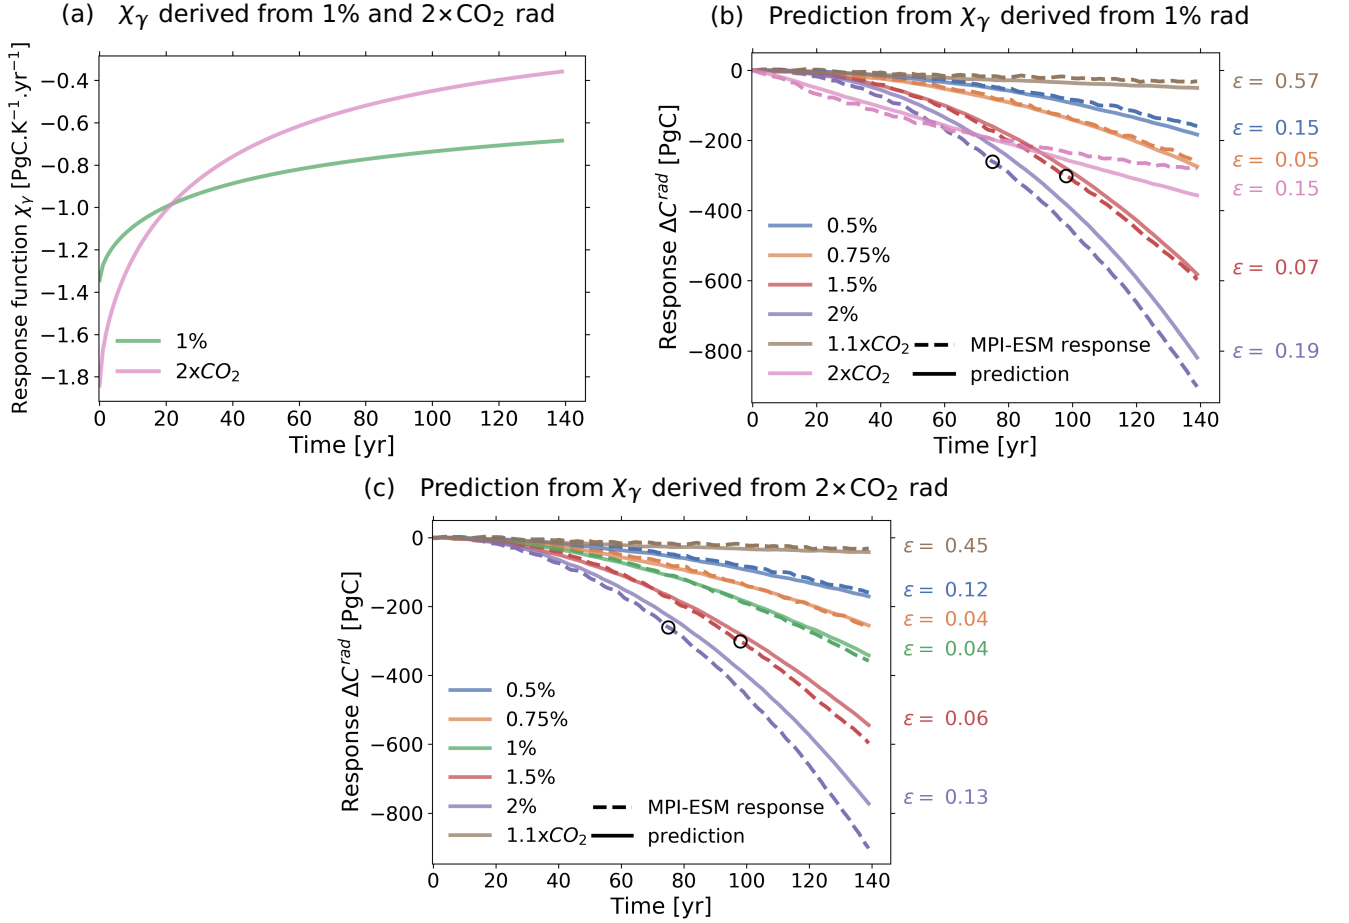 (a) χγ derived from 1% and 2×CO2 rad
Response function χγ [PgC.K−1.yr−1]
−0.4
−0.6
−0.8
−1.0
−1.2
−1.4
−1.6
−1.8
1%
2xCO2
0 20 40 60 80 100 120 140
Time [yr]
(b) Prediction from χγ derived from 1% rad
Response ΔCrad [PgC]
0
−200
−400
−600
−800
0.5%
0.75%
1.5%
2%
1.1xCO2
2xCO2
MPI-ESM response
prediction
ε = 0.57
ε = 0.15
ε = 0.05
ε = 0.15
ε = 0.07
ε = 0.19
0 20 40 60 80 100 120 140
Time [yr]
(c) Prediction from χγ derived from 2×CO2 rad
Response ΔCrad [PgC]
0
−200
−400
−600
−800
0.5%
0.75%
1%
1.5%
2%
1.1xCO2
MPI-ESM response
prediction
ε = 0.45
ε = 0.12
ε = 0.04
ε = 0.04
ε = 0.06
ε = 0.13
0 20 40 60 80 100 120 140
Time [yr]